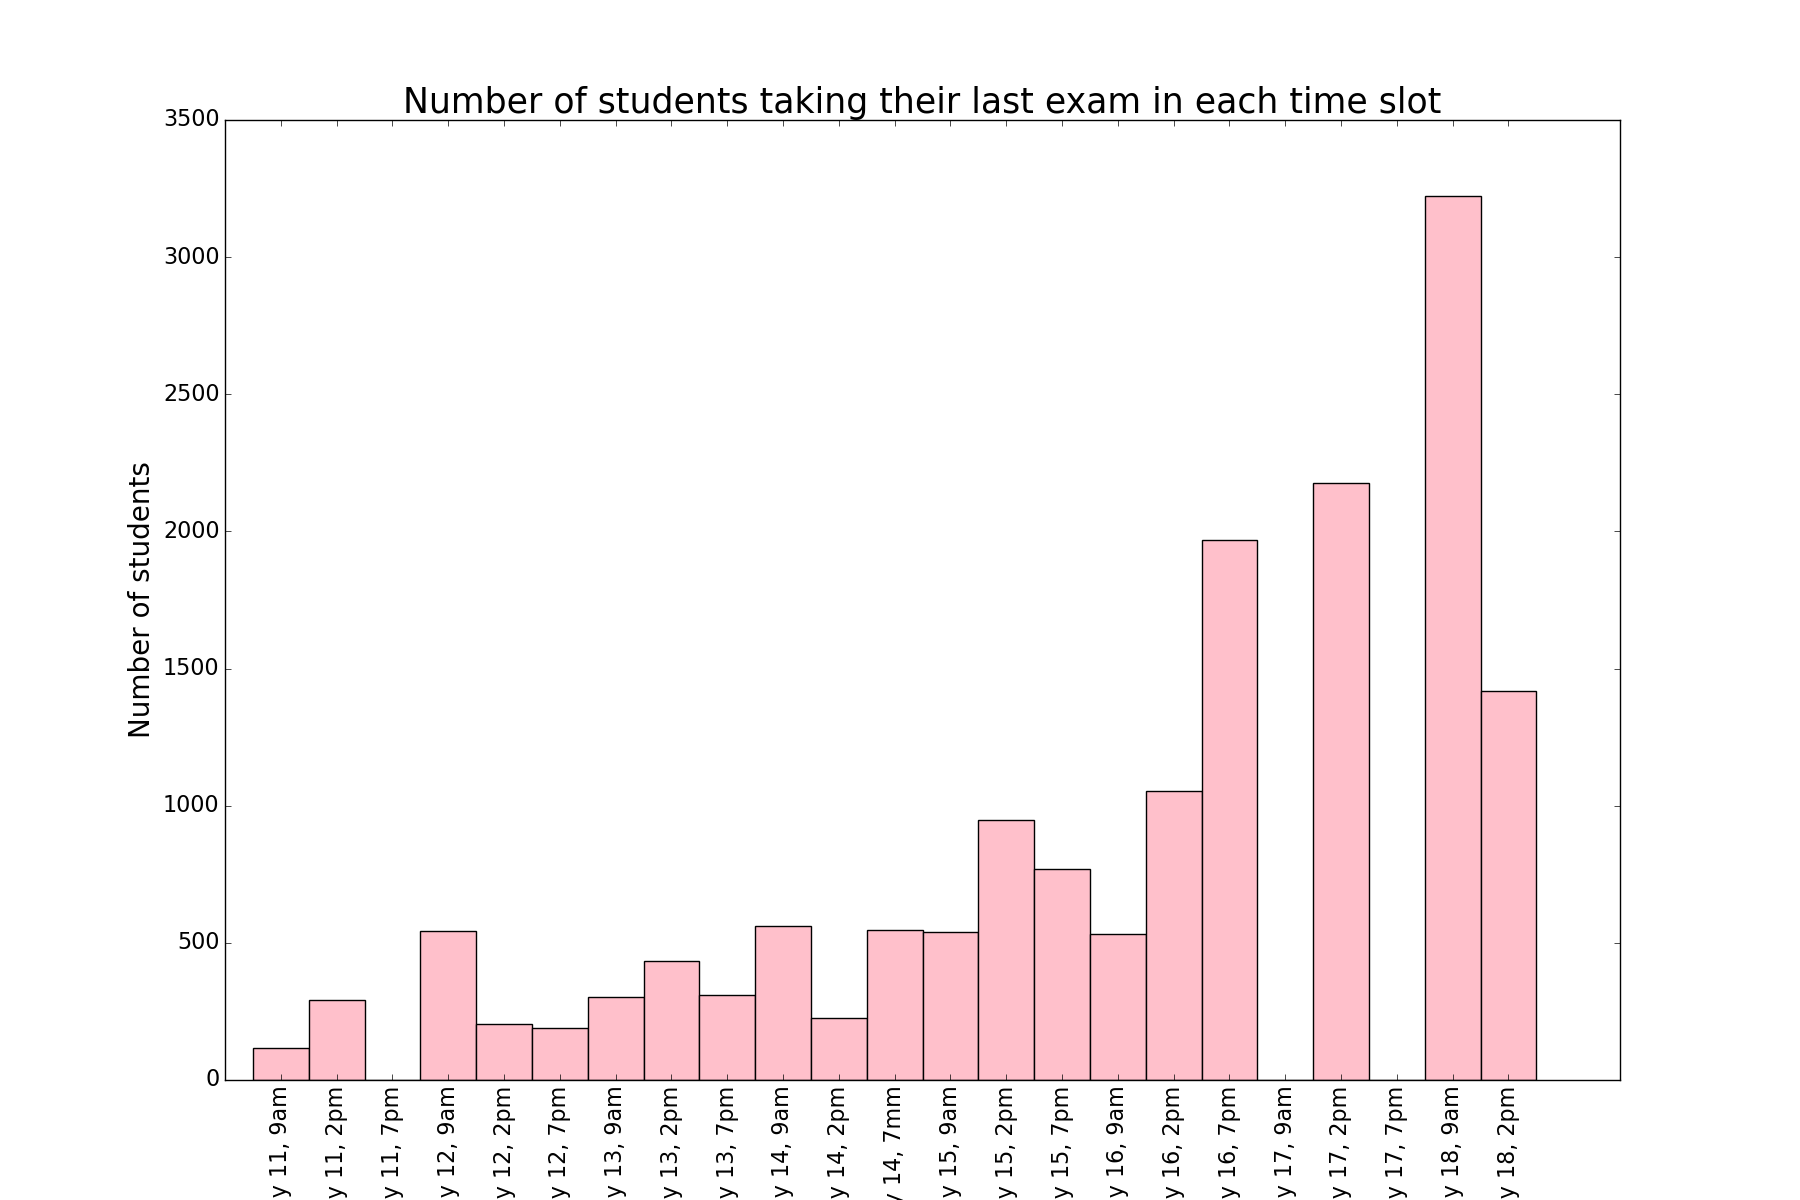 Number of students taking their last exam in each time slot
3500
3000
2500
2000
1500
1000
500
0
Number of students
y 11, 9am
y 11, 2pm
y 11, 7pm
y 12, 9am
y 12, 2pm
y 12, 7pm
y 13, 9am
y 13, 2pm
y 13, 7pm
y 14, 9am
y 14, 2pm
y 14, 7mm
y 15, 9am
y 15, 2pm
y 15, 7pm
y 16, 9am
y 16, 2pm
y 16, 7pm
y 17, 9am
y 17, 2pm
y 17, 7pm
y 18, 9am
y 18, 2pm